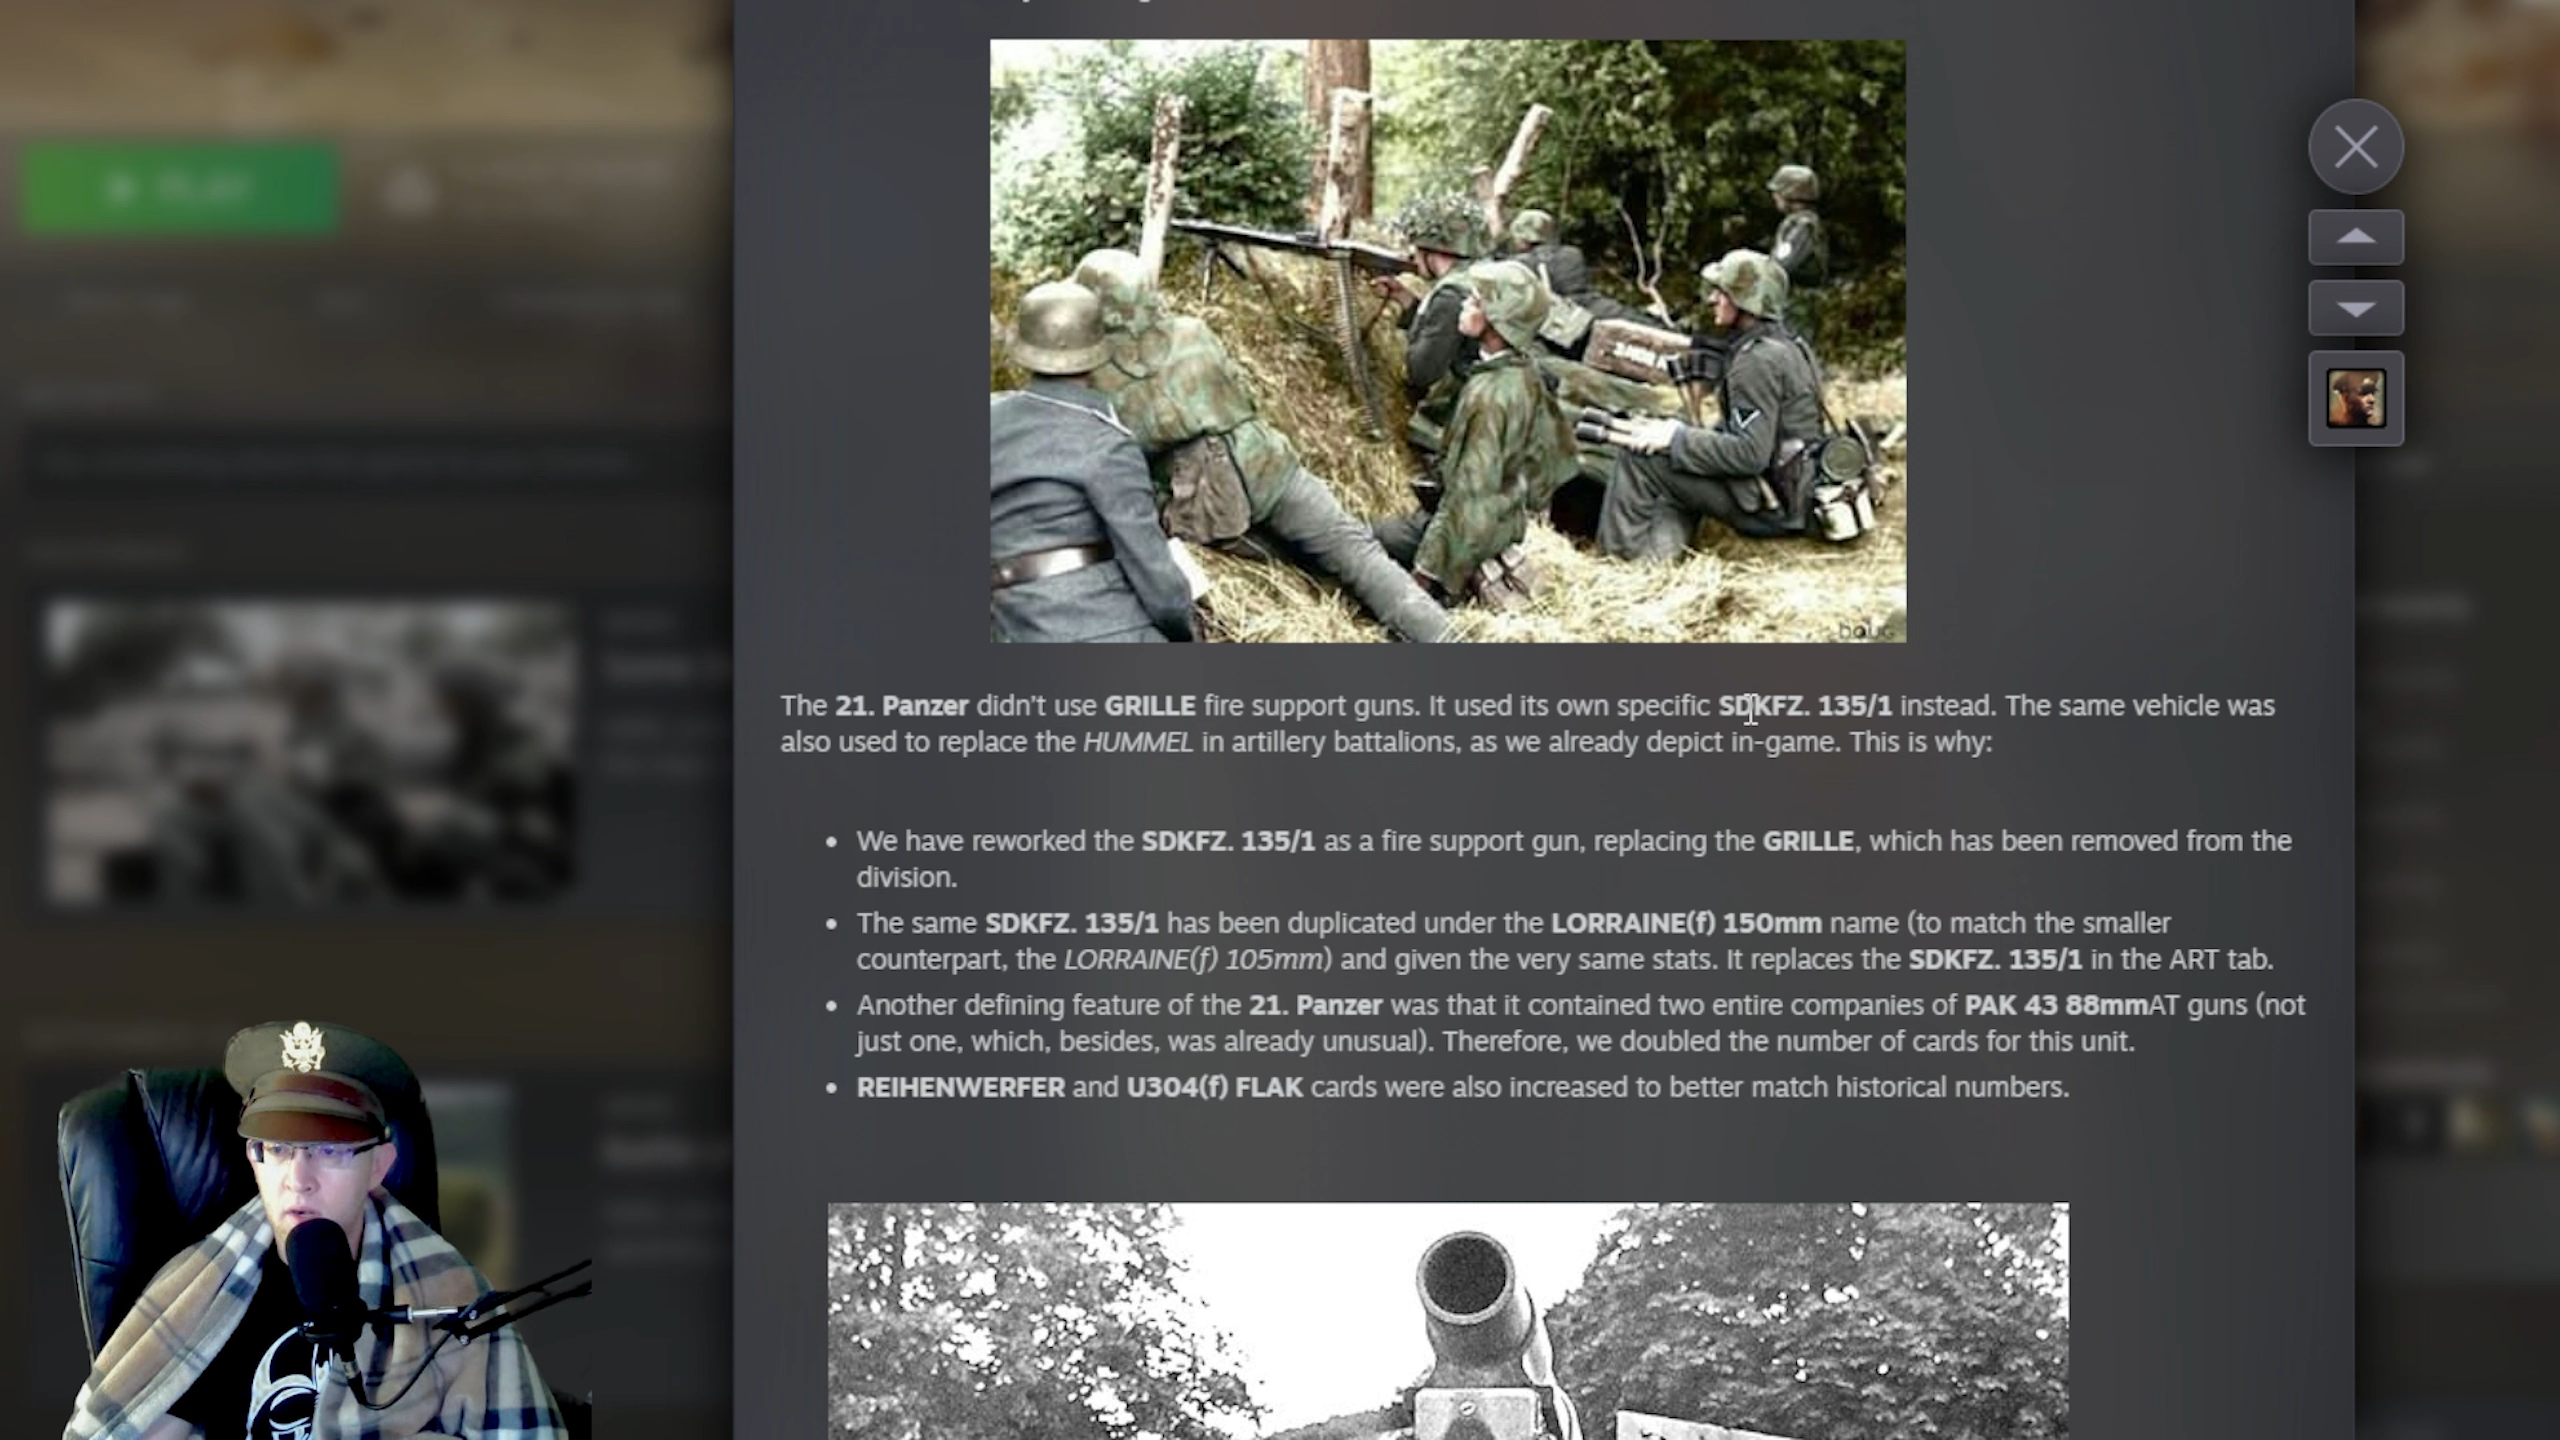 bouc
The 21. Panzer didn't use GRILLE fire support guns. It used its own specific SDKFZ. 135/1 instead. The same vehicle was
also used to replace the HUMMEL in artillery battalions, as we already depict in-game. This is why:
• We have reworked the SDKFZ. 135/1 as a fire support gun, replacing the GRILLE, which has been removed from the
division.
• The same SDKFZ. 135/1 has been duplicated under the LORRAINE(f) 150mm name (to match the smaller
counterpart, the LORRAINE(f) 105mm) and given the very same stats. It replaces the SDKFZ. 135/1 in the ART tab.
• Another defining feature of the 21. Panzer was that it contained two entire companies of PAK 43 88mmAT guns (not
just one, which, besides, was already unusual). Therefore, we doubled the number of cards for this unit.
• REIHENWERFER and U304(f) FLAK cards were also increased to better match historical numbers.